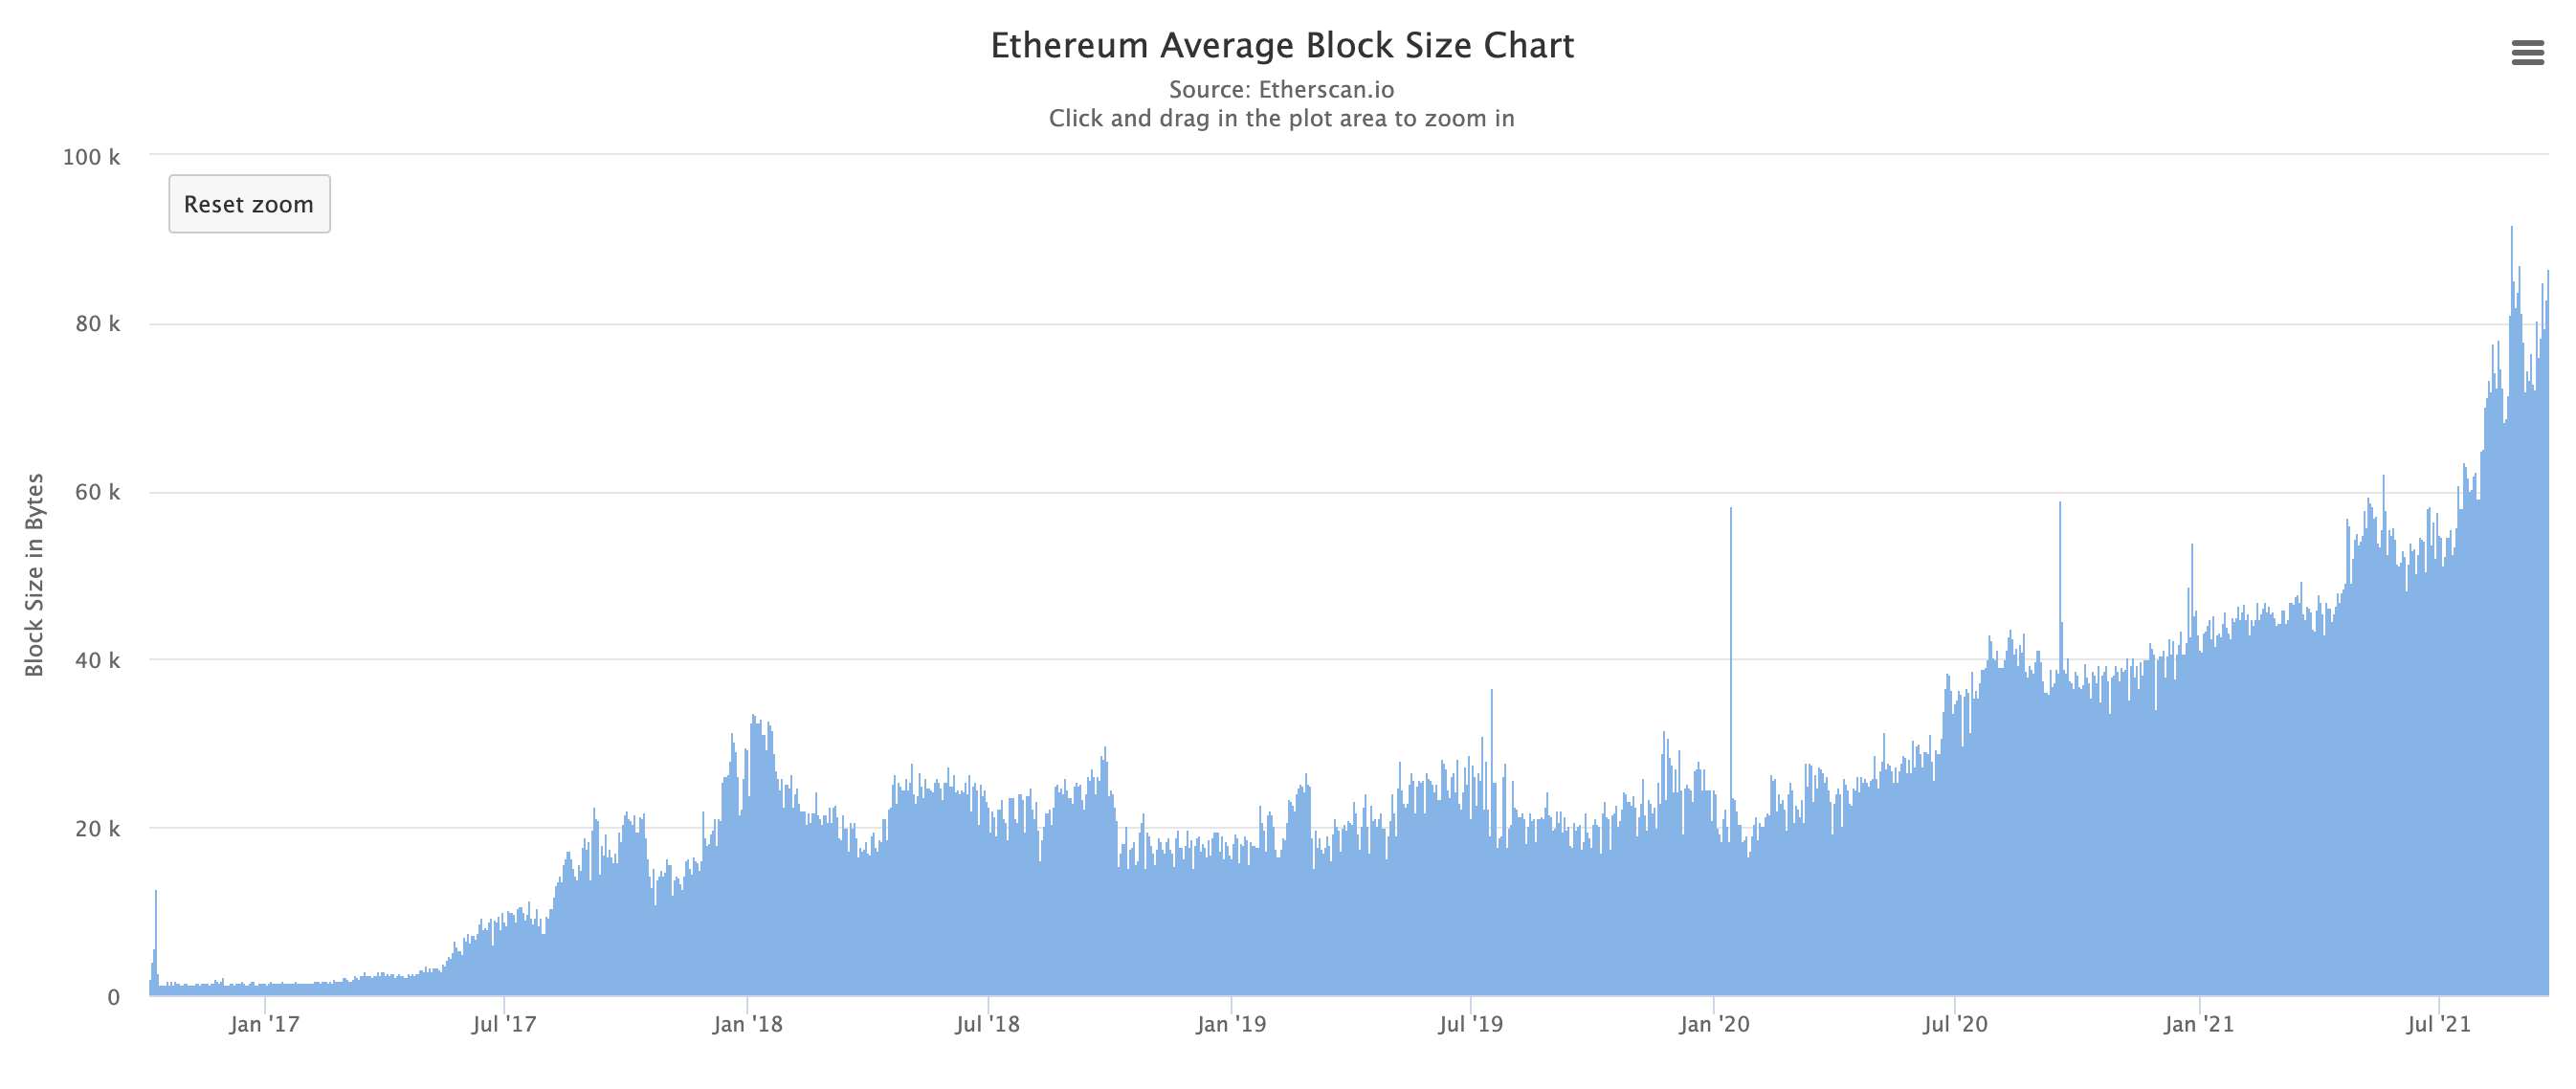 Ethereum Average Block Size Chart
Source: Etherscan.io
Click and drag in the plot area to zoom in
Reset zoom
Block Size in Bytes
100 k
80 k
60 k
40 k
20 k
0
Jan '17
Jul '17
Jan '18
Jul '18
Jan '19
Jul '19
Jan '20
Jul '20
Jan '21
Jul '21